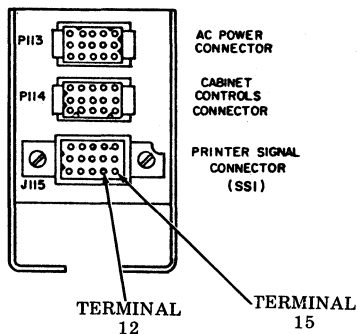 P113
AC POWER
CONNECTOR
P114
CABINET
CONTROLS
CONNECTOR
PRINTER SIGNAL
CONNECTOR
(SSI)
J115
TERMINAL
12
TERMINAL
15